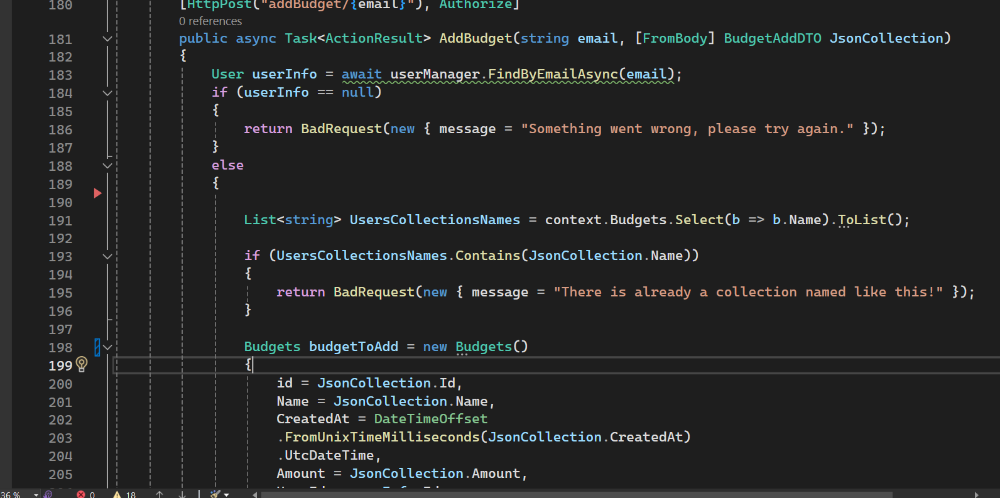 180 [HttpPost("addBudget/{email}"), Authorize]
0 references
181 public async Task<ActionResult> AddBudget(string email, [FromBody] BudgetAddDTO JsonCollection)
182 {
183 User userInfo = await userManager.FindByEmailAsync(email);
184 if (userInfo == null)
185 {
186 return BadRequest(new { message = "Something went wrong, please try again." });
187 }
188 else
189 {
190
191 List<string> UsersCollectionsNames = context.Budgets.Select(b => b.Name).ToList();
192
193 if (UsersCollectionsNames.Contains(JsonCollection.Name))
194 {
195 return BadRequest(new { message = "There is already a collection named like this!" });
196 }
197
198 Budgets budgetToAdd = new Budgets()
199 {
200 id = JsonCollection.Id,
201 Name = JsonCollection.Name,
202 CreatedAt = DateTimeOffset
203 .FromUnixTimeMilliseconds(JsonCollection.CreatedAt)
204 .UtcDateTime,
205 Amount = JsonCollection.Amount,
36 % 0 18